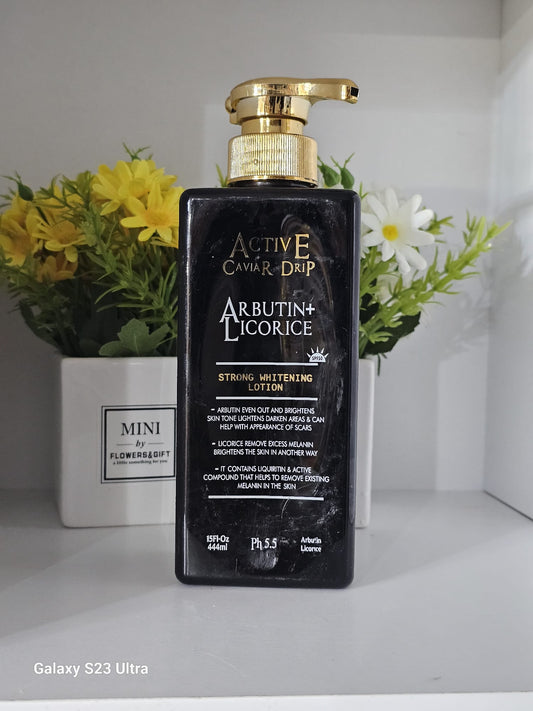 ACTIVE
CAVIAR DRIP
ARBUTIN+
LICORICE
SPF50
STRONG WHITENING
LOTION
- ARBUTIN EVEN OUT AND BRIGHTENS
SKIN TONE LIGHTENS DARKEN AREAS & CAN
HELP WITH APPEARANCE OF SCARS
- LICORICE REMOVE EXCESS MELANIN
BRIGHTENS THE SKIN IN ANOTHER WAY
- IT CONTAINS LIQUIRITIN & ACTIVE
COMPOUND THAT HELPS TO REMOVE EXISTING
MELANIN IN THE SKIN
15Fl-Oz
444ml
Ph 5.5
Arbutin
Licorice
MINI
by
FLOWERS&GIFT
a little something for you
Galaxy S23 Ultra